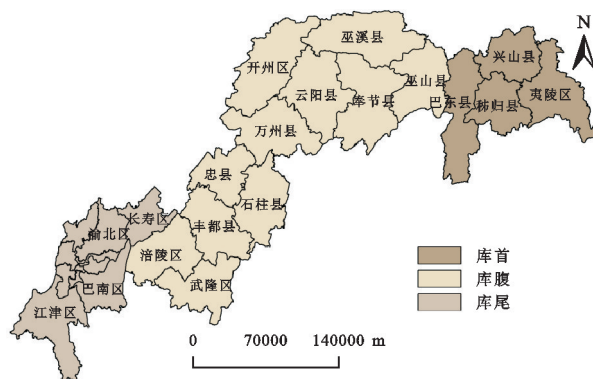 N
巫溪县
兴山县
开州区
巫山县
云阳县
奉节县
巴东县
秭归县
夷陵区
万州县
忠县
石柱县
长寿区
渝北区
丰都县
涪陵区
巴南区
武隆区
江津区
库首
库腹
库尾
0 70000 140000 m